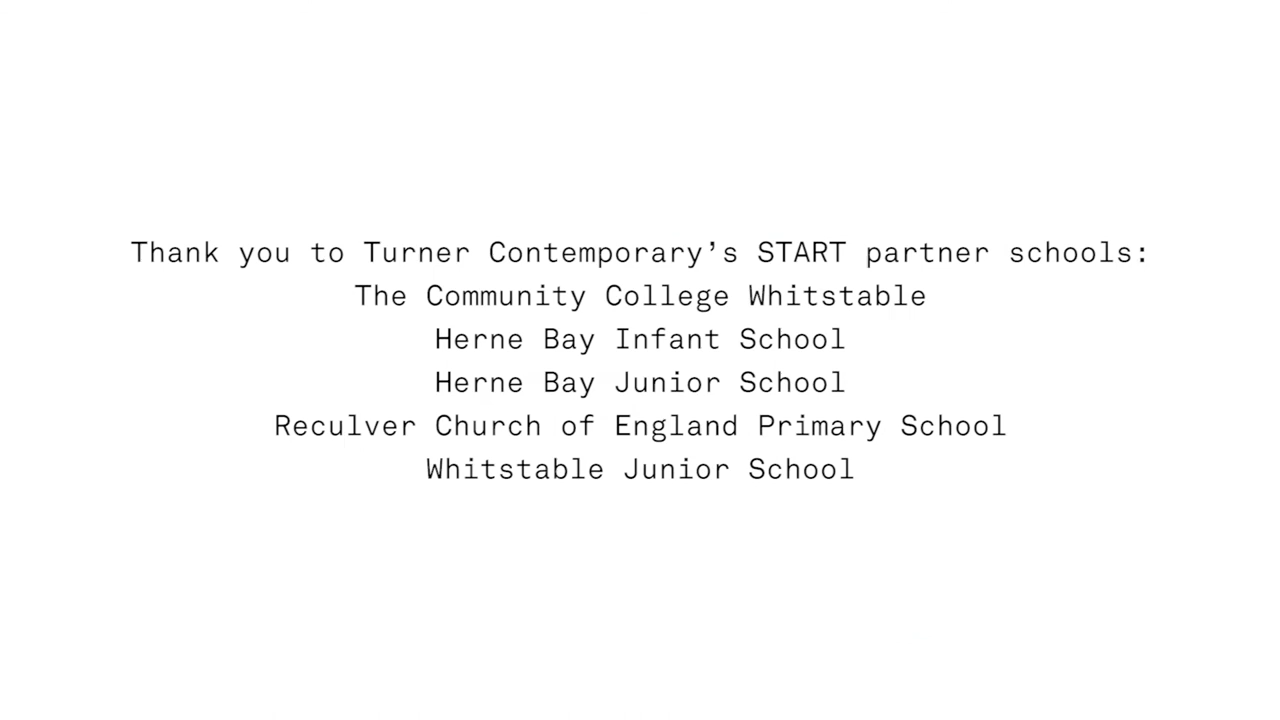 Thank you to Turner Contemporary’s START partner schools:
The Community College Whitstable
Herne Bay Infant School
Herne Bay Junior School
Reculver Church of England Primary School
Whitstable Junior School